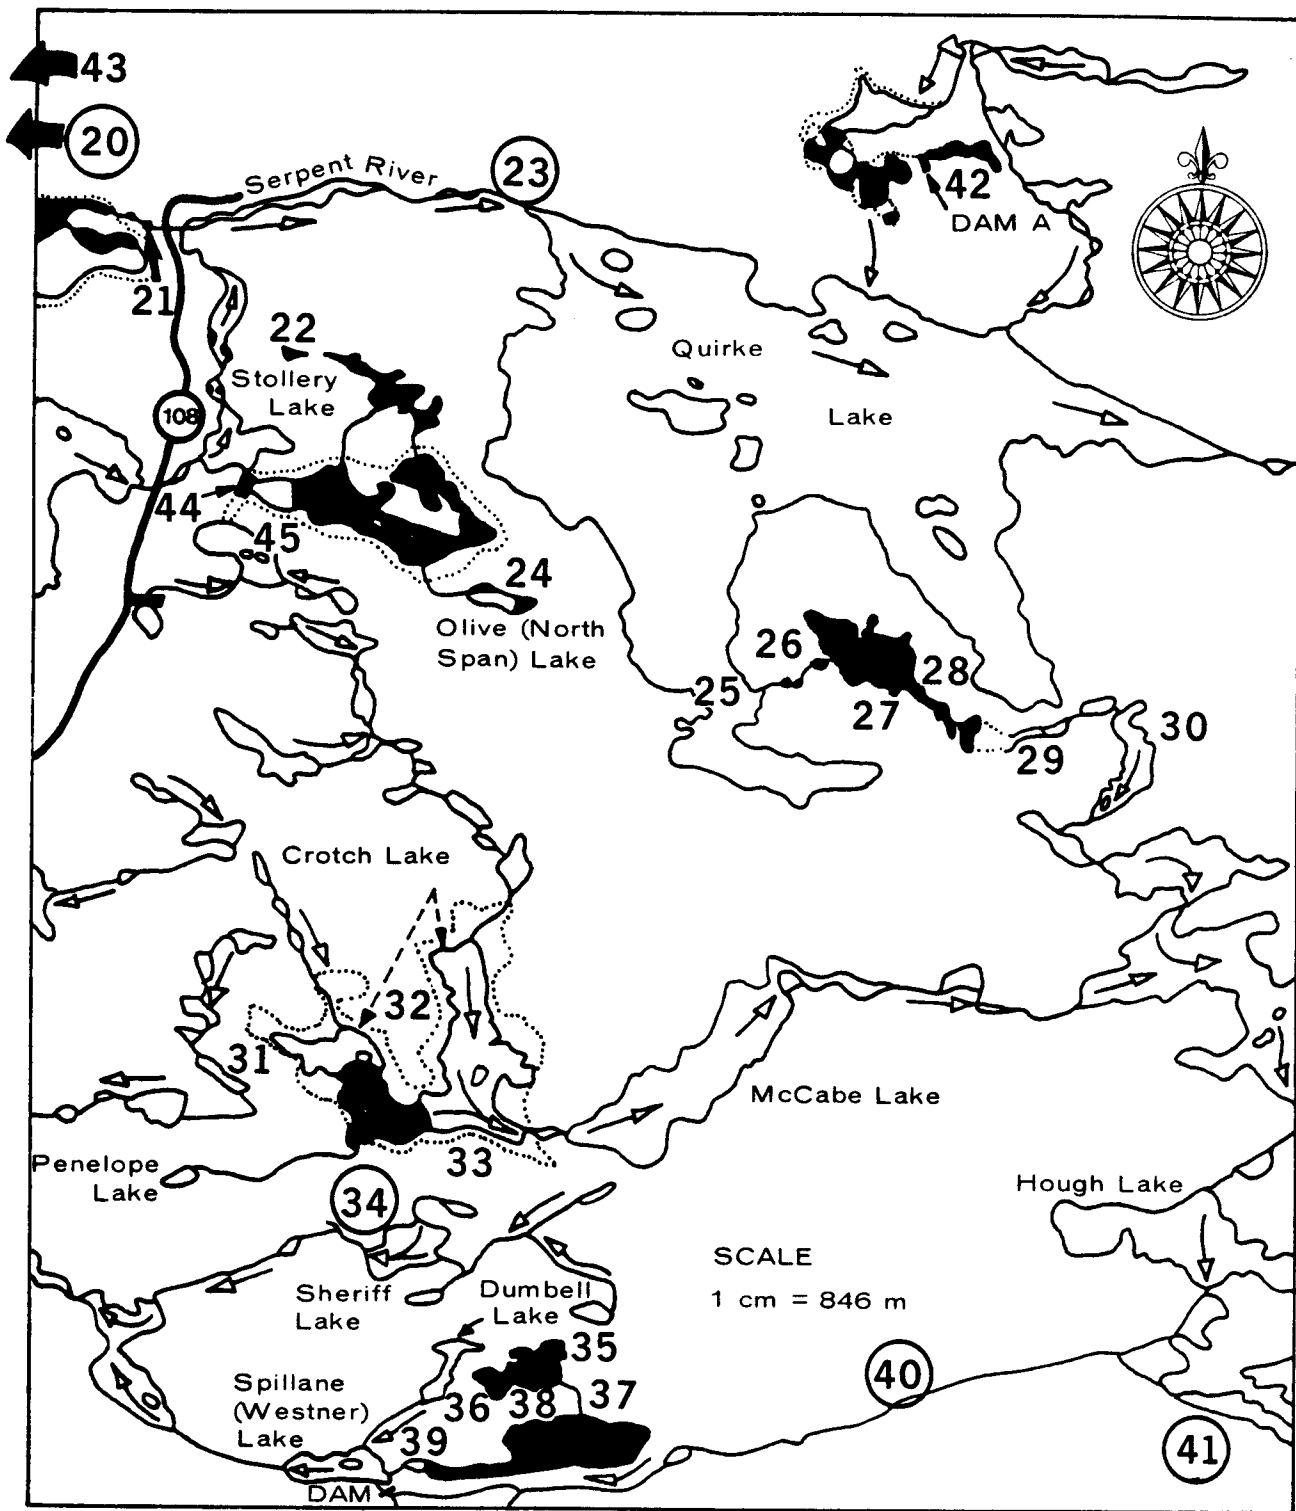 43
20
Serpent River
23
42
DAM A
21
22
Quirke
Stollery
Lake
Lake
108
44
45
24
Olive (North
Span) Lake
26
28
25
27
30
29
Crotch Lake
32
31
McCabe Lake
33
Penelope
Lake
34
Hough Lake
SCALE
1 cm = 846 m
Sheriff
Lake
Dumbell
Lake
35
40
Spillane
(Westner)
Lake
36
38
37
39
41
DAM